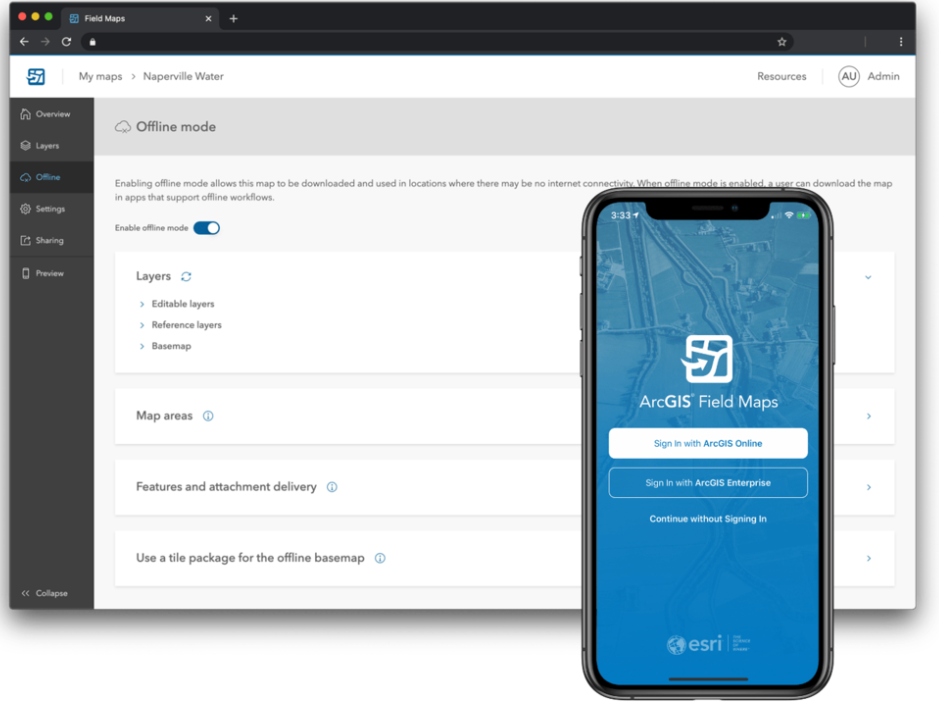 Field Maps
My maps > Naperville Water
Resources
AU Admin
Overview
Layers
Offline
Settings
Sharing
Preview
Collapse
Offline mode
Enabling offline mode allows this map to be downloaded and used in locations where there may be no internet connectivity. When offline mode is enabled, a user can download the map
in apps that support offline workflows.
Enable offline mode
Layers
Editable layers
Reference layers
Basemap
Map areas
Features and attachment delivery
Use a tile package for the offline basemap
3:33
ArcGIS Field Maps
Sign In with ArcGIS Online
Sign In with ArcGIS Enterprise
Continue without Signing In
esri
THE
SCIENCE
OF
WHERE